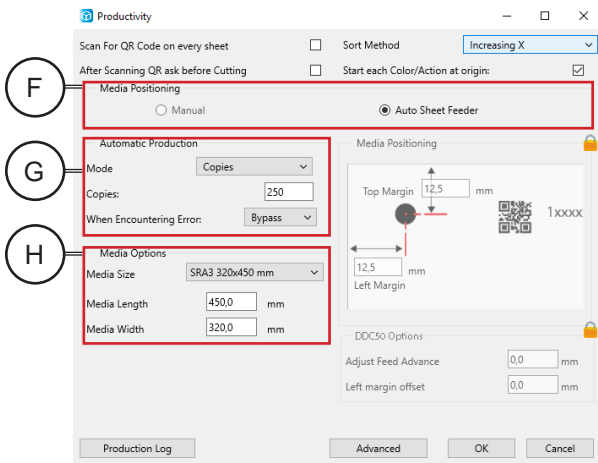 Productivity
Scan For QR Code on every sheet
Sort Method Increasing X
After Scanning QR ask before Cutting
Start each Color/Action at origin:
F
Media Positioning
Manual Auto Sheet Feeder
G
Automatic Production
Mode Copies
Copies: 250
When Encountering Error: Bypass
Media Positioning
Top Margin 12,5 mm
1xxxx
12,5 mm
Left Margin
H
Media Options
Media Size SRA3 320x450 mm
Media Length 450,0 mm
Media Width 320,0 mm
DDC50 Options
Adjust Feed Advance 0,0 mm
Left margin offset 0,0 mm
Production Log Advanced OK Cancel